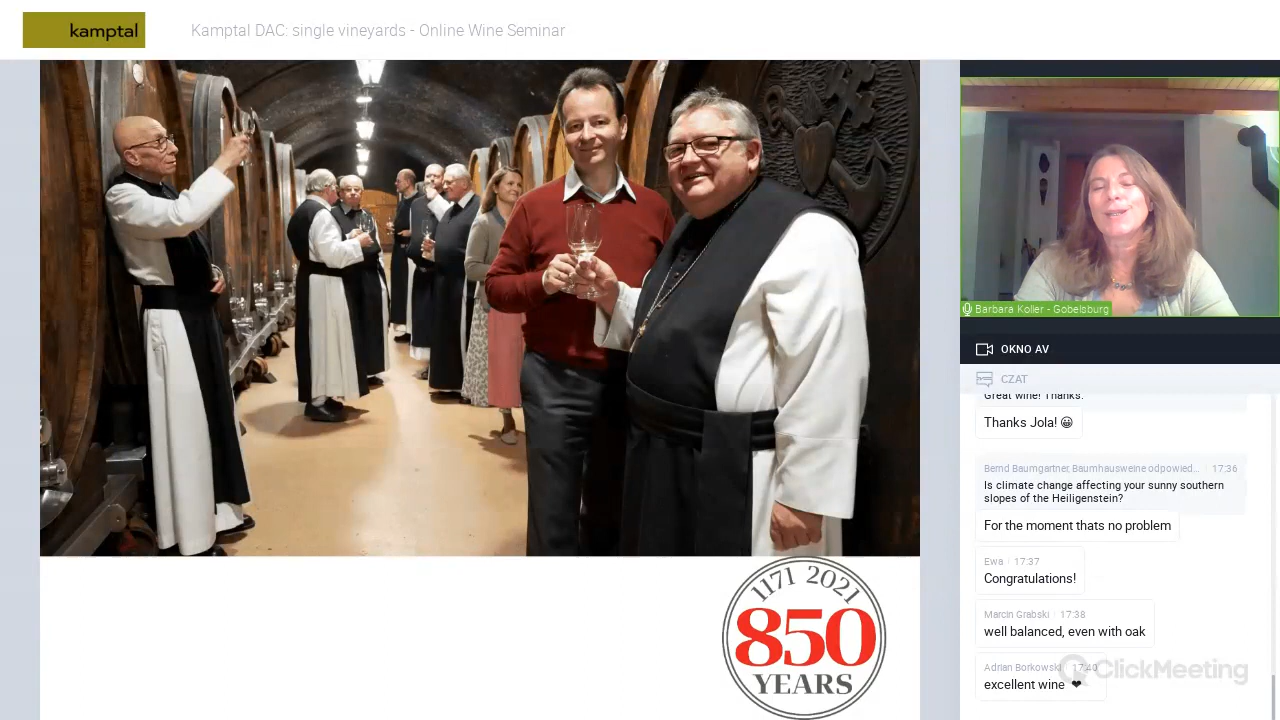 kamptal
Kamptal DAC: single vineyards - Online Wine Seminar
1171 2021
850
YEARS
Barbara Koller - Gobelsburg
OKNO AV
CZAT
Great wine! Thanks.
Thanks Jola! 😀
Bernd Baumgartner, Baumhausweine odpowied... 17:36
Is climate change affecting your sunny southern
slopes of the Heiligenstein?
For the moment thats no problem
Ewa 17:37
Congratulations!
Marcin Grabski 17:38
well balanced, even with oak
Adrian Borkowski 17:40
excellent wine ❤
ClickMeeting